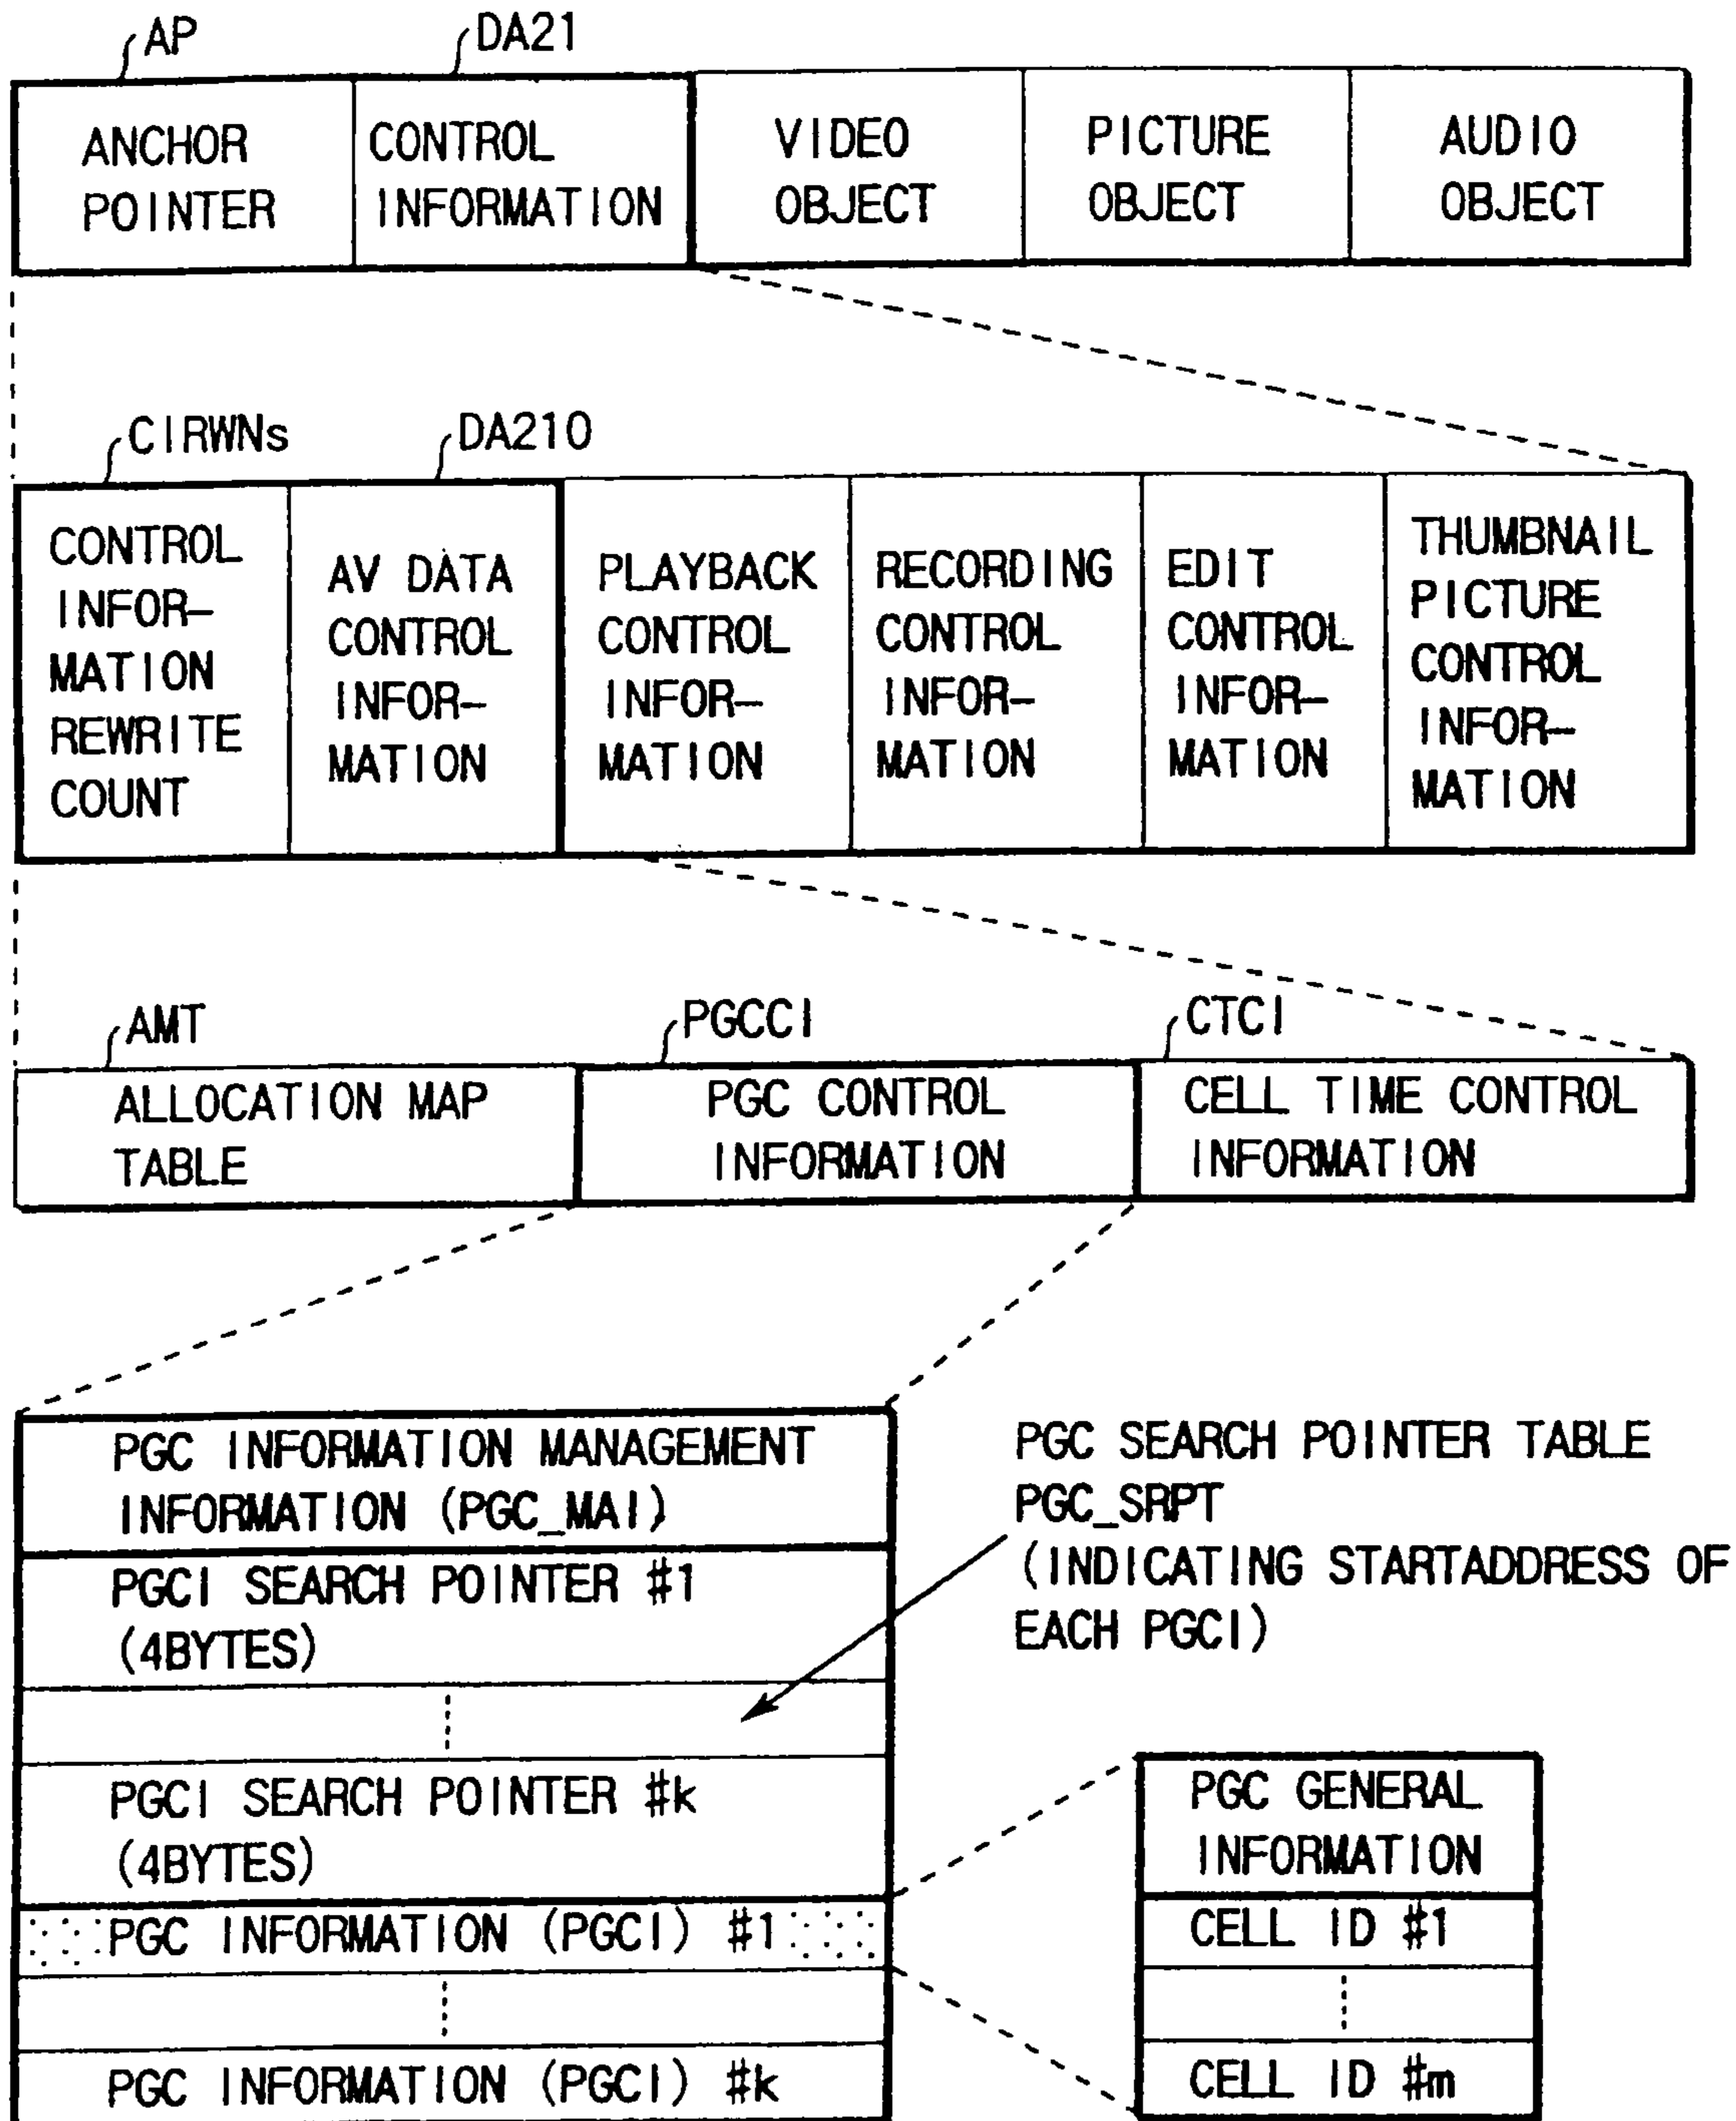 AP
DA21
ANCHOR
POINTER
CONTROL
INFORMATION
VIDEO
OBJECT
PICTURE
OBJECT
AUDIO
OBJECT
CIRWNs
DA210
CONTROL
INFOR-
MATION
REWRITE
COUNT
AV DATA
CONTROL
INFOR-
MATION
PLAYBACK
CONTROL
INFOR-
MATION
RECORDING
CONTROL
INFOR-
MATION
EDIT
CONTROL
INFOR-
MATION
THUMBNAIL
PICTURE
CONTROL
INFOR-
MATION
AMT
PGCCI
CTCI
ALLOCATION MAP
TABLE
PGC CONTROL
INFORMATION
CELL TIME CONTROL
INFORMATION
PGC INFORMATION MANAGEMENT
INFORMATION (PGC_MAI)
PGCI SEARCH POINTER #1
(4BYTES)
PGCI SEARCH POINTER #k
(4BYTES)
PGC INFORMATION (PGCI) #1
PGC INFORMATION (PGCI) #k
PGC SEARCH POINTER TABLE
PGC_SRPT
(INDICATING STARTADDRESS OF
EACH PGCI)
PGC GENERAL
INFORMATION
CELL ID #1
CELL ID #m